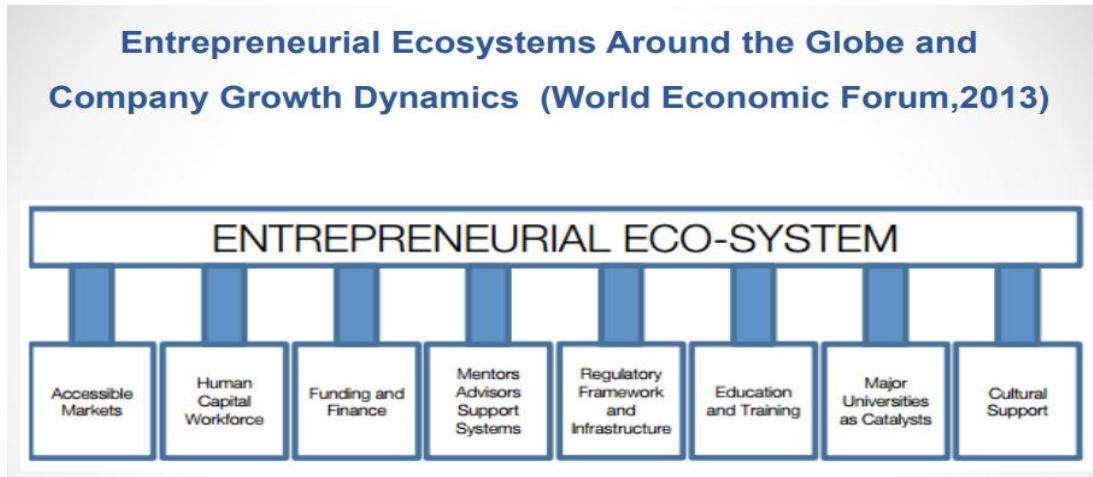 Entrepreneurial Ecosystems Around the Globe and
Company Growth Dynamics (World Economic Forum,2013)
ENTREPRENEURIAL ECO-SYSTEM
Accessible
Markets
Human
Capital
Workforce
Funding and
Finance
Mentors
Advisors
Support
Systems
Regulatory
Framework
and
Infrastructure
Education
and Training
Major
Universities
as Catalysts
Cultural
Support